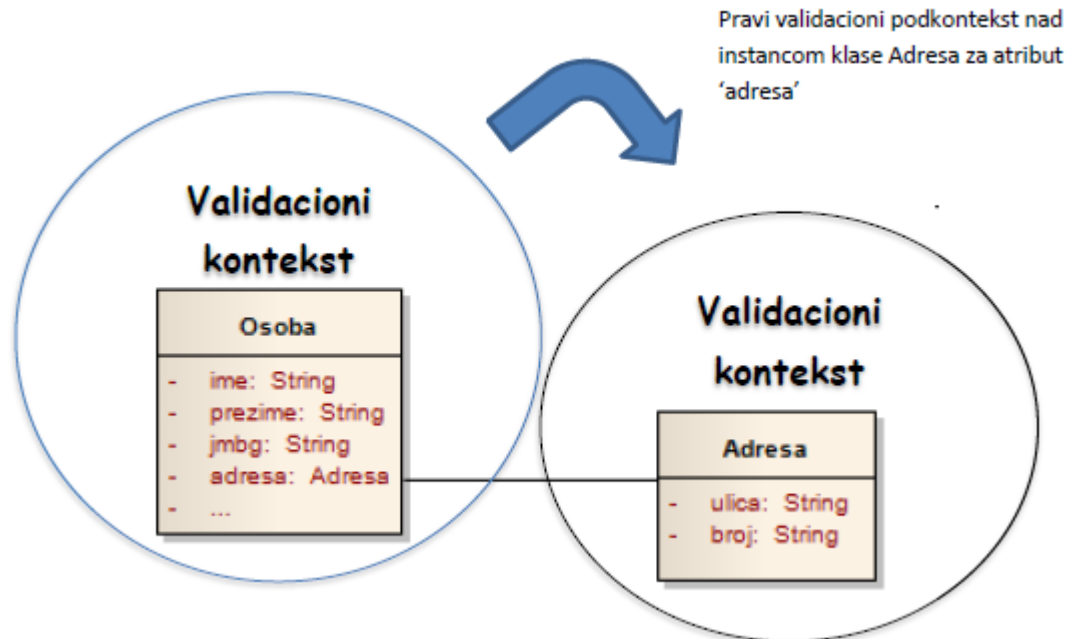 Pravi validacioni podkontekst nad
instancom klase Adresa za atribut
‘adresa’
Validacioni
kontekst
Osoba
- ime: String
- prezime: String
- jmbg: String
- adresa: Adresa
- ...
Validacioni
kontekst
Adresa
- ulica: String
- broj: String